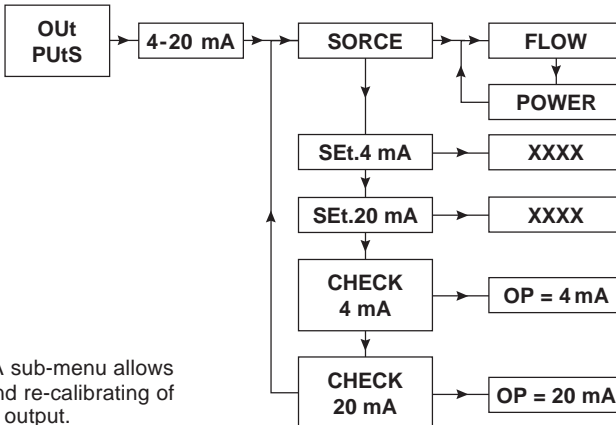 OUt
PUtS
4-20 mA
SORCE
FLOW
POWER
SEt.4 mA
XXXX
SEt.20 mA
XXXX
CHECK
4 mA
OP = 4 mA
CHECK
20 mA
OP = 20 mA
A sub-menu allows
nd re-calibrating of
output.